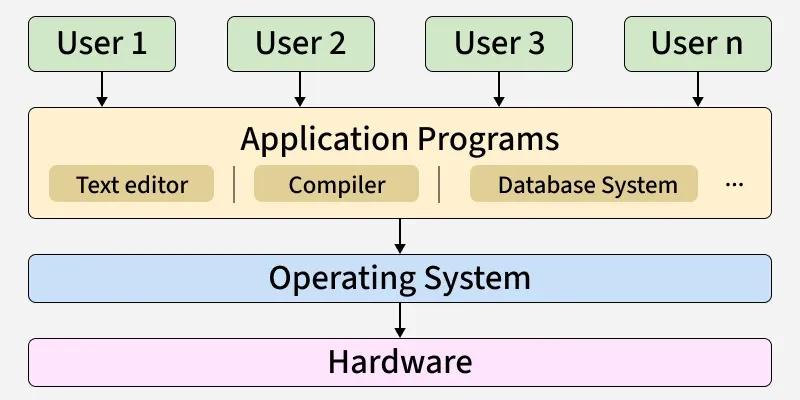 User 1 User 2 User 3 User n
Application Programs
Text editor Compiler Database System ...
Operating System
Hardware